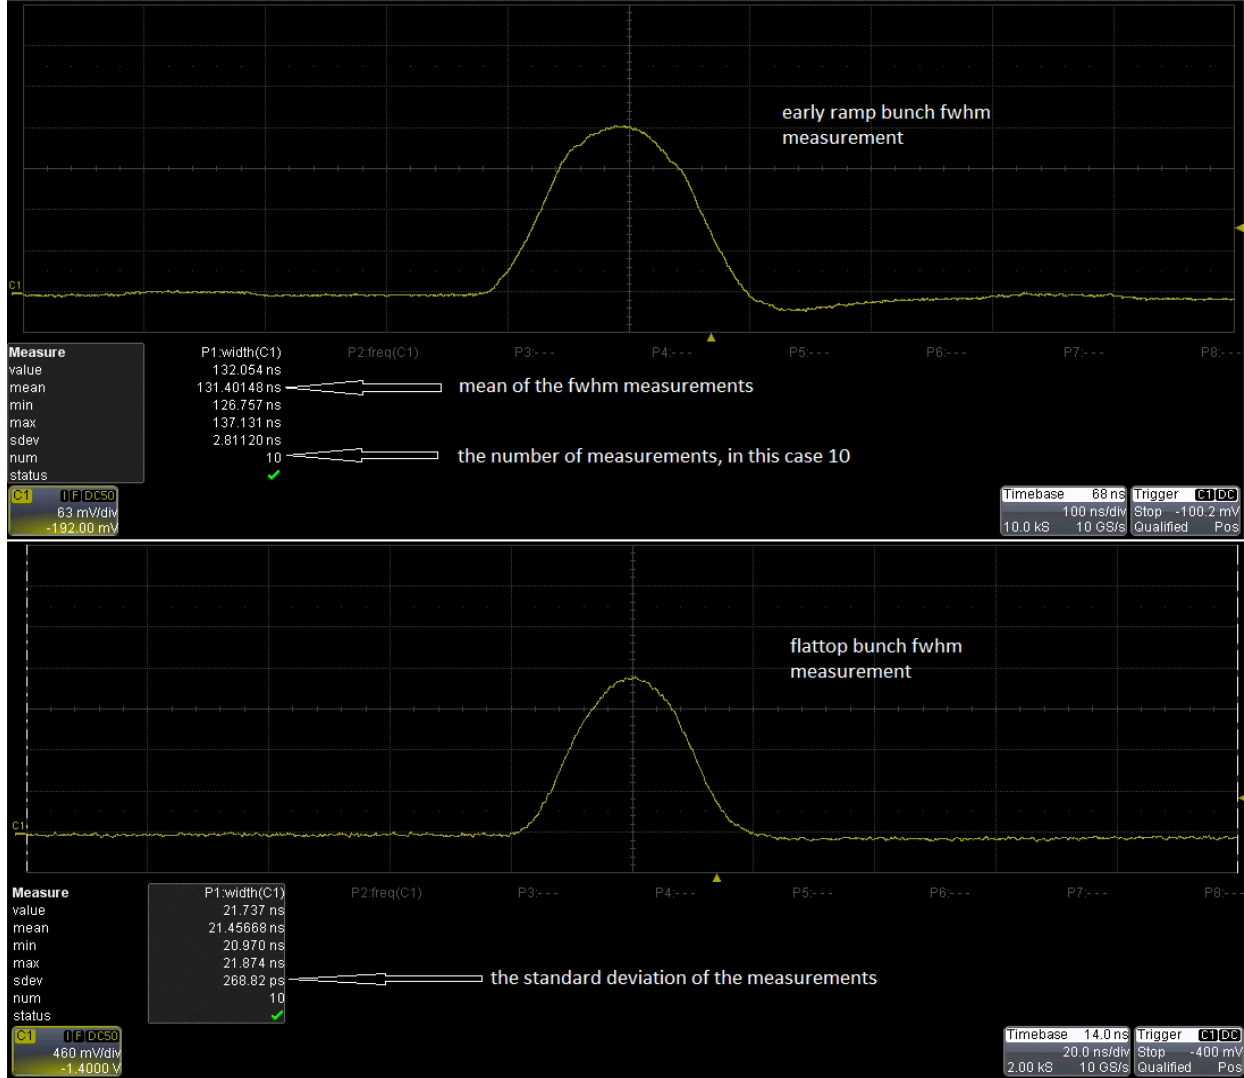 early ramp bunch fwhm
measurement
C1
Measure P1:width(C1) P2:freq(C1) P3:--- P4:--- P5:--- P6:--- P7:--- P8:---
value 132.054 ns
mean 131.40148 ns mean of the fwhm measurements
min 126.757 ns
max 137.131 ns
sdev 2.81120 ns
num 10 the number of measurements, in this case 10
status
C1 I F DC50
63 mV/div
-192.00 mV
Timebase 68 ns
100 ns/div
10.0 kS 10 GS/s
Trigger C1 DC
Stop -100.2 mV
Qualified Pos
flattop bunch fwhm
measurement
C1
Measure P1:width(C1) P2:freq(C1) P3:--- P4:--- P5:--- P6:--- P7:--- P8:---
value 21.737 ns
mean 21.45668 ns
min 20.970 ns
max 21.874 ns
sdev 268.82 ps the standard deviation of the measurements
num 10
status
C1 I F DC50
460 mV/div
-1.4000 V
Timebase 14.0 ns
20.0 ns/div
2.00 kS 10 GS/s
Trigger C1 DC
Stop -400 mV
Qualified Pos